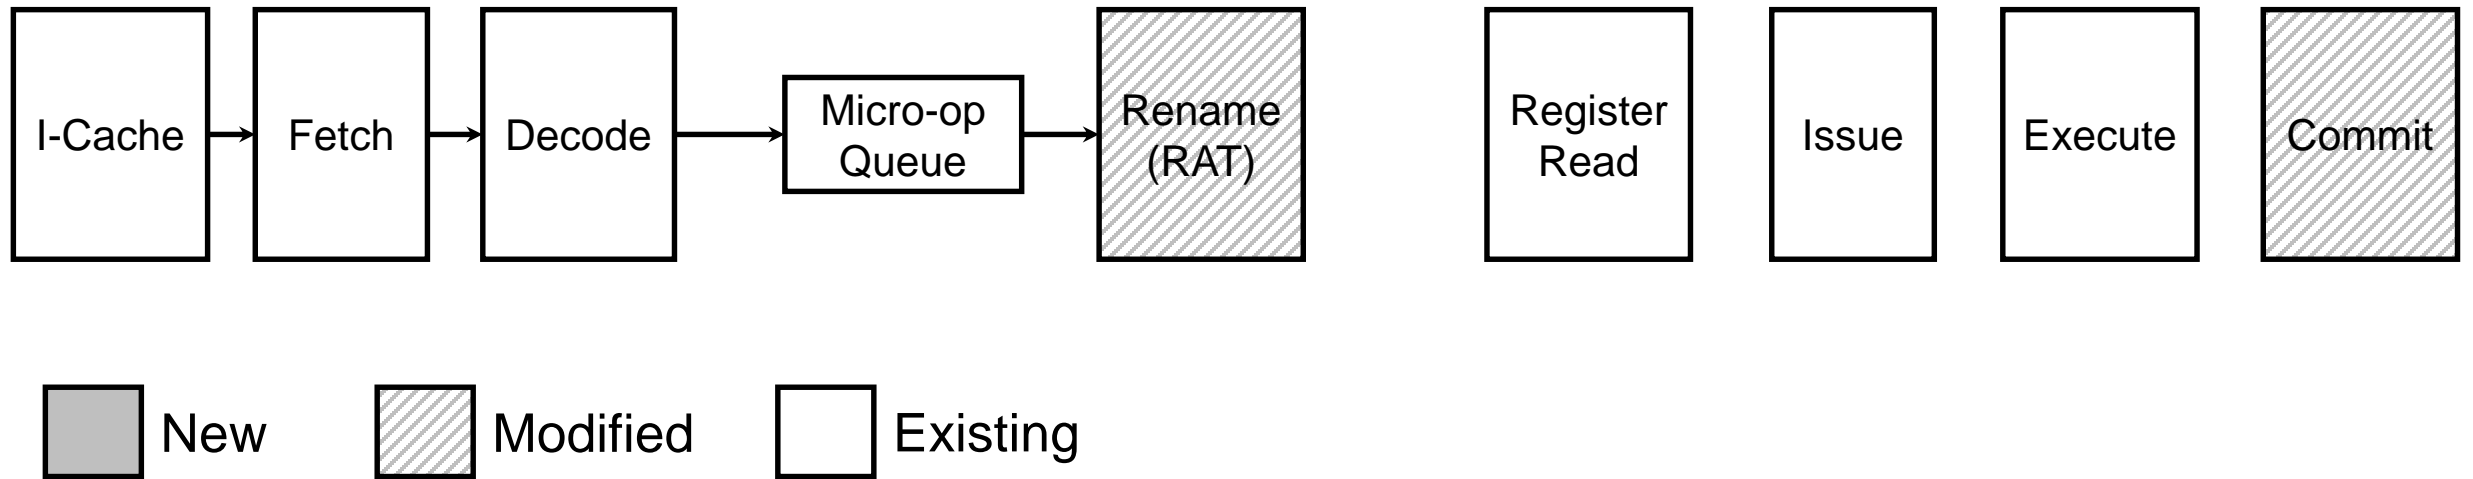 I-Cache
Fetch
Decode
Micro-op
Queue
Rename
(RAT)
Register
Read
Issue
Execute
Commit
New
Modified
Existing